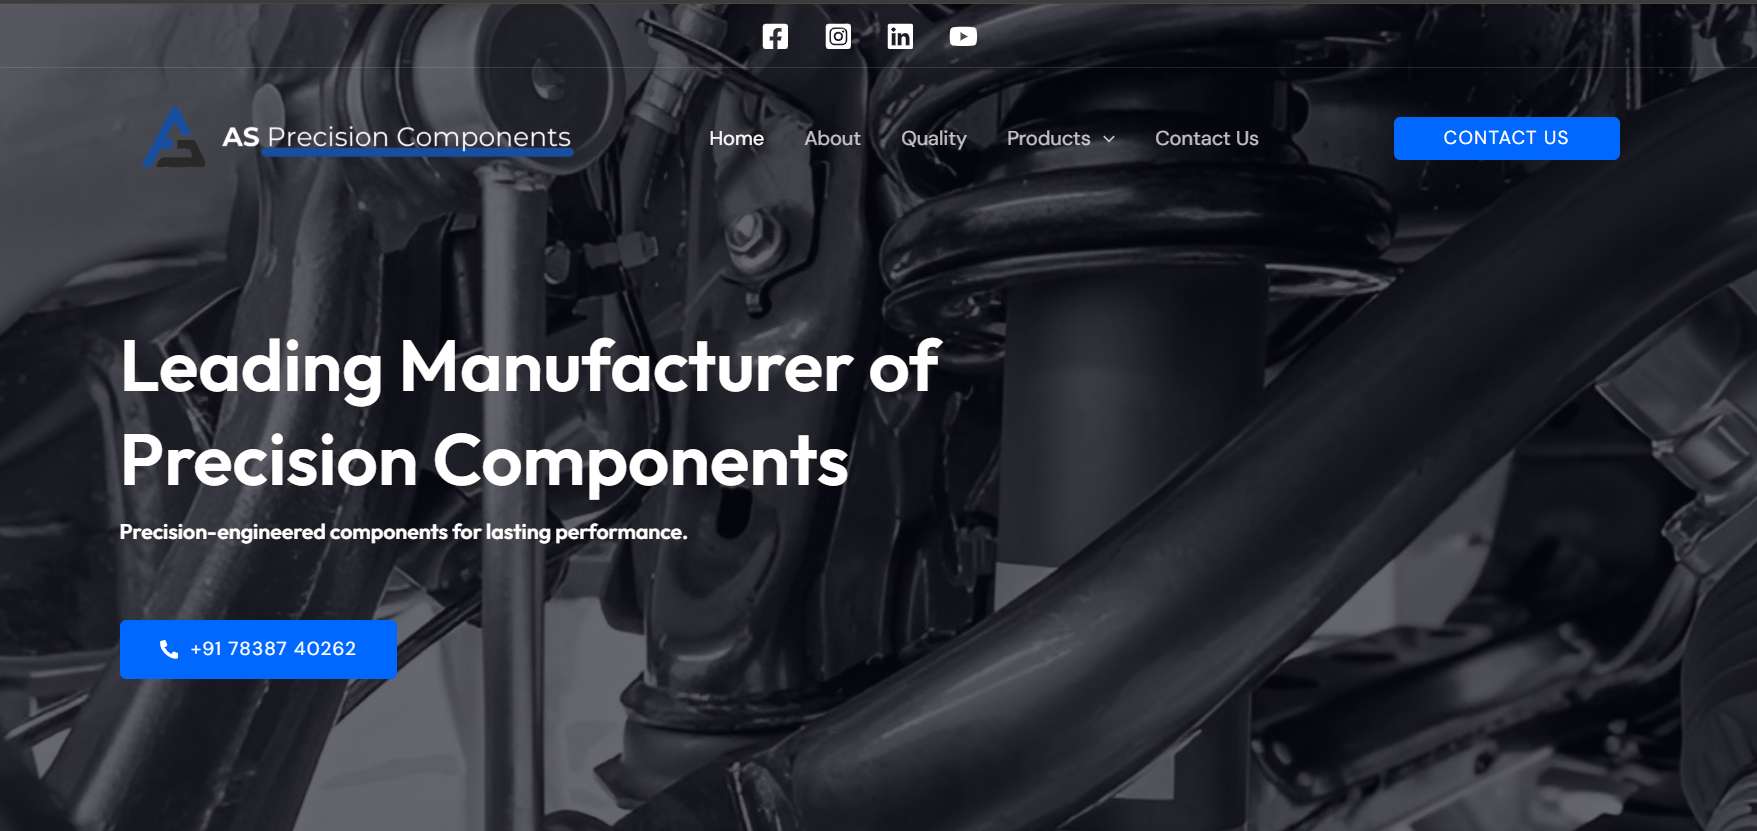 AS Precision Components
Home About Quality Products Contact Us
CONTACT US
Leading Manufacturer of
Precision Components
Precision-engineered components for lasting performance.
+91 78387 40262